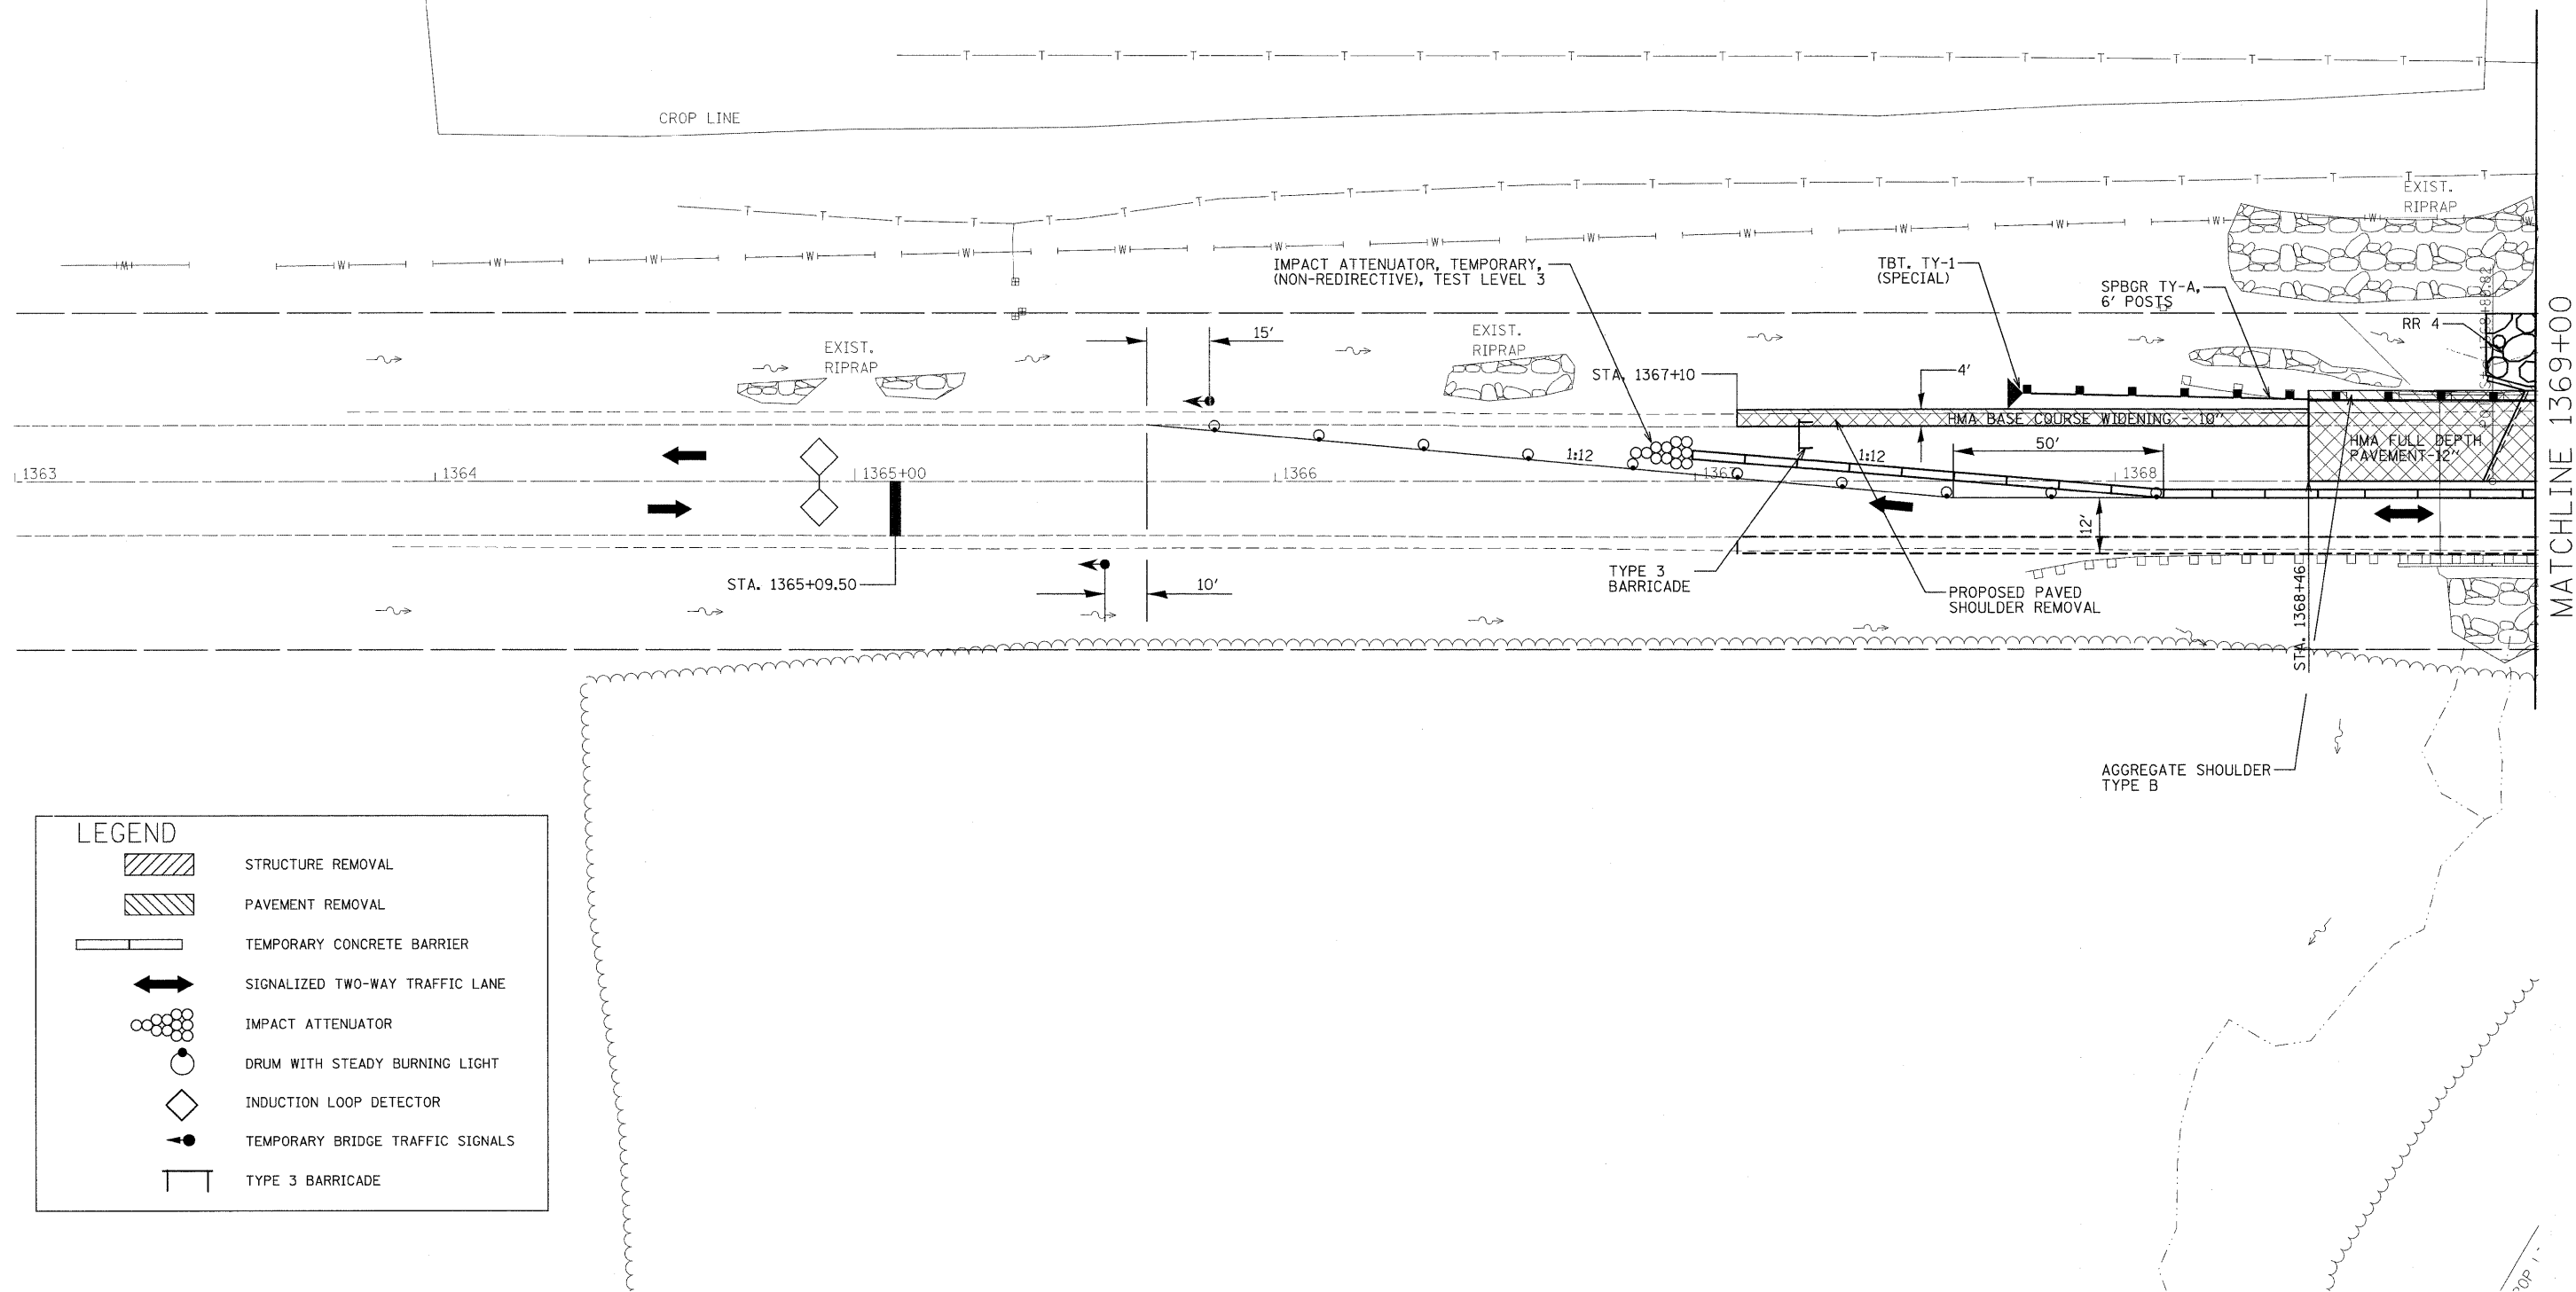 CROP LINE
EXIST.
RIPRAP
IMPACT ATTENUATOR, TEMPORARY,
(NON-REDIRECTIVE), TEST LEVEL 3
TBT. TY-1
(SPECIAL)
SPBGR TY-A,
6' POSTS
RR 4
15'
EXIST.
RIPRAP
EXIST.
RIPRAP
STA. 1367+10
4'
HMA BASE COURSE WIDENING - 10"
HMA FULL DEPTH
PAVEMENT-12"
50'
1:12
1:12
1363
1364
1365+00
1366
1367
1368
12'
STA. 1365+09.50
10'
TYPE 3
BARRICADE
PROPOSED PAVED
SHOULDER REMOVAL
STA. 1368+46
MATCHLINE 1369+00
AGGREGATE SHOULDER
TYPE B
LEGEND
STRUCTURE REMOVAL
PAVEMENT REMOVAL
TEMPORARY CONCRETE BARRIER
SIGNALIZED TWO-WAY TRAFFIC LANE
IMPACT ATTENUATOR
DRUM WITH STEADY BURNING LIGHT
INDUCTION LOOP DETECTOR
TEMPORARY BRIDGE TRAFFIC SIGNALS
TYPE 3 BARRICADE